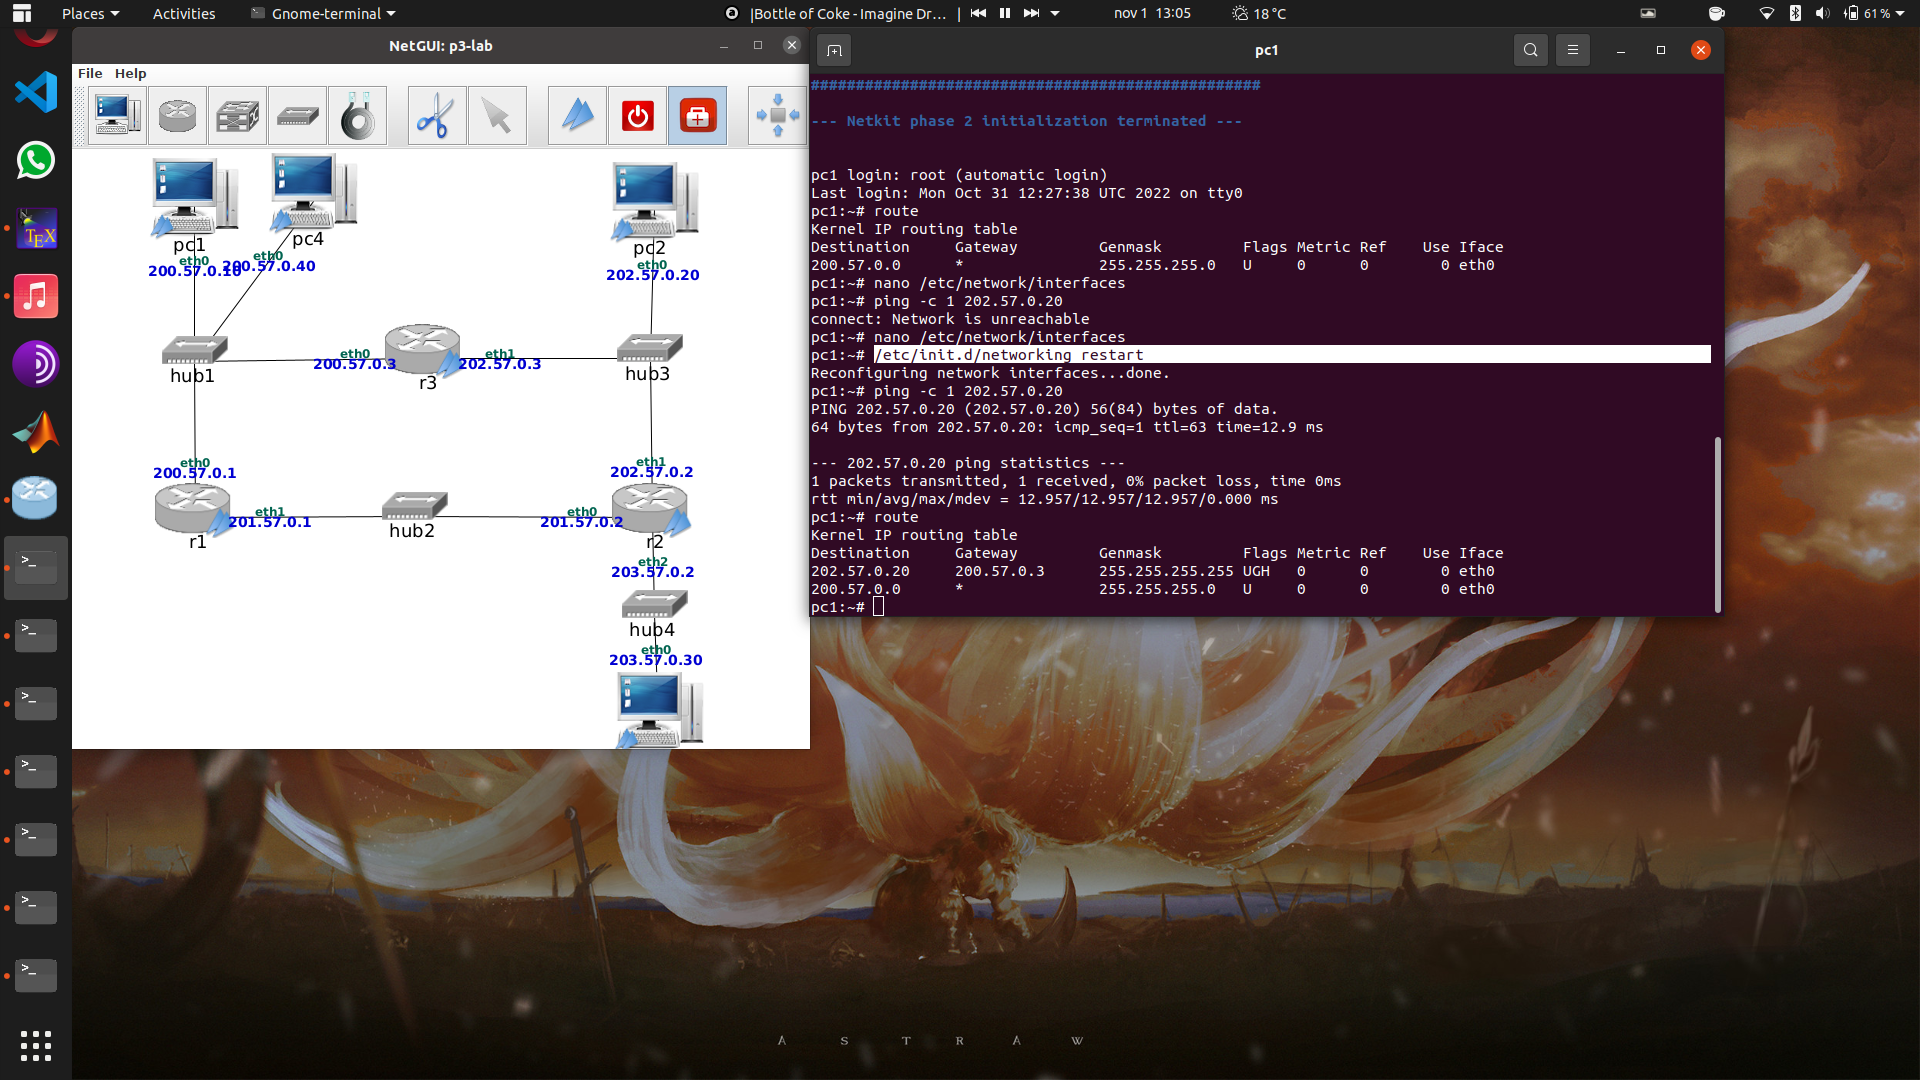 Places
Activities
Gnome-terminal
|Bottle of Coke - Imagine Dr... |
nov 1 13:05
18 °C
61 %
NetGUI: p3-lab
File Help
pc1
pc4
pc2
eth0
200.57.0.10
eth0
200.57.0.40
eth0
202.57.0.20
hub1
eth0
200.57.0.3
r3
eth1
202.57.0.3
hub3
eth0
200.57.0.1
eth1
202.57.0.2
r1
eth1
201.57.0.1
hub2
eth0
201.57.0.2
r2
eth2
203.57.0.2
hub4
eth0
203.57.0.30
TEX
pc1
##################################################
--- Netkit phase 2 initialization terminated ---
pc1 login: root (automatic login)
Last login: Mon Oct 31 12:27:38 UTC 2022 on tty0
pc1:~# route
Kernel IP routing table
Destination Gateway Genmask Flags Metric Ref Use Iface
200.57.0.0 * 255.255.255.0 U 0 0 0 eth0
pc1:~# nano /etc/network/interfaces
pc1:~# ping -c 1 202.57.0.20
connect: Network is unreachable
pc1:~# nano /etc/network/interfaces
pc1:~# /etc/init.d/networking restart
Reconfiguring network interfaces...done.
pc1:~# ping -c 1 202.57.0.20
PING 202.57.0.20 (202.57.0.20) 56(84) bytes of data.
64 bytes from 202.57.0.20: icmp_seq=1 ttl=63 time=12.9 ms
--- 202.57.0.20 ping statistics ---
1 packets transmitted, 1 received, 0% packet loss, time 0ms
rtt min/avg/max/mdev = 12.957/12.957/12.957/0.000 ms
pc1:~# route
Kernel IP routing table
Destination Gateway Genmask Flags Metric Ref Use Iface
202.57.0.20 200.57.0.3 255.255.255.255 UGH 0 0 0 eth0
200.57.0.0 * 255.255.255.0 U 0 0 0 eth0
pc1:~#
A S T R A W